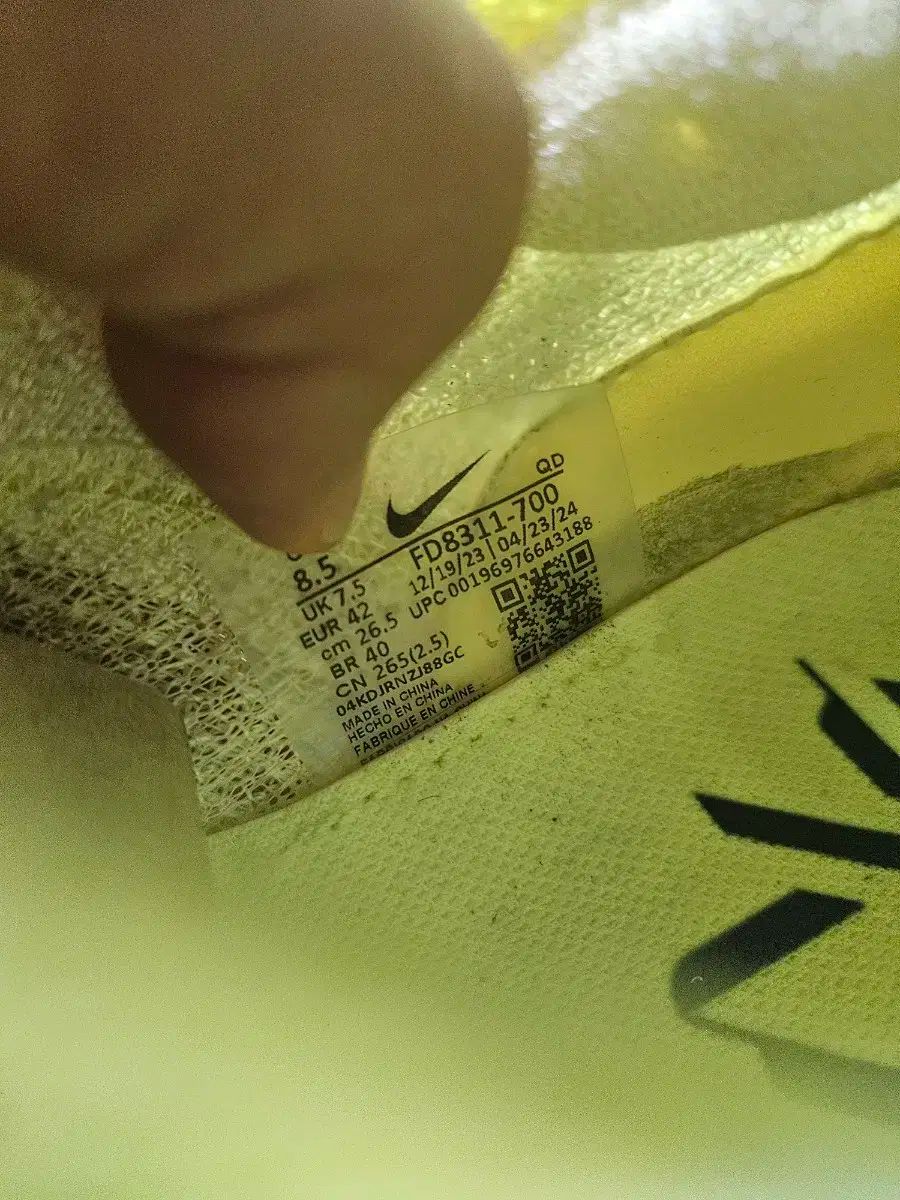 QD
8.5
FD8311-700
UK 7.5
12/19/23 | 04/23/24
EUR 42
UPC 00196976643188
cm 26.5
BR 40
CN 265(2.5)
04KDJRNZJ88GC
MADE IN CHINA
HECHO EN CHINA
FABRIQUE EN CHINE